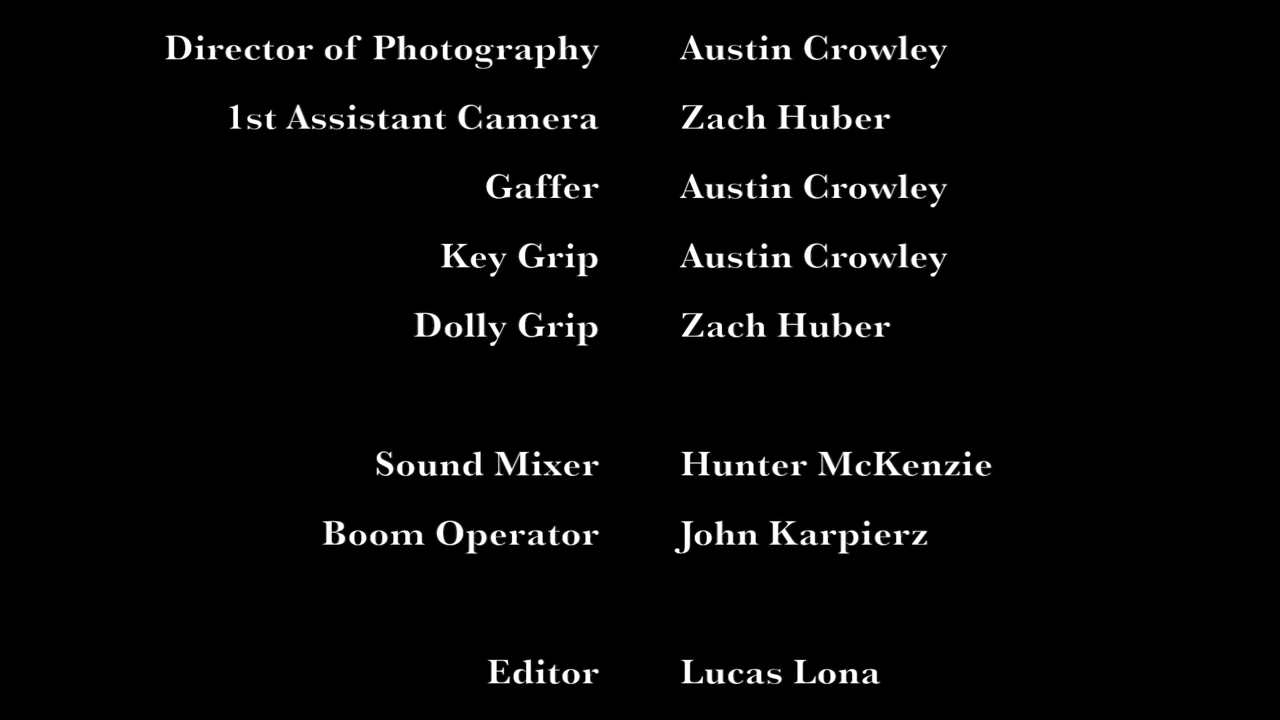 Director of Photography Austin Crowley
1st Assistant Camera Zach Huber
Gaffer Austin Crowley
Key Grip Austin Crowley
Dolly Grip Zach Huber
Sound Mixer Hunter McKenzie
Boom Operator John Karpierz
Editor Lucas Lona